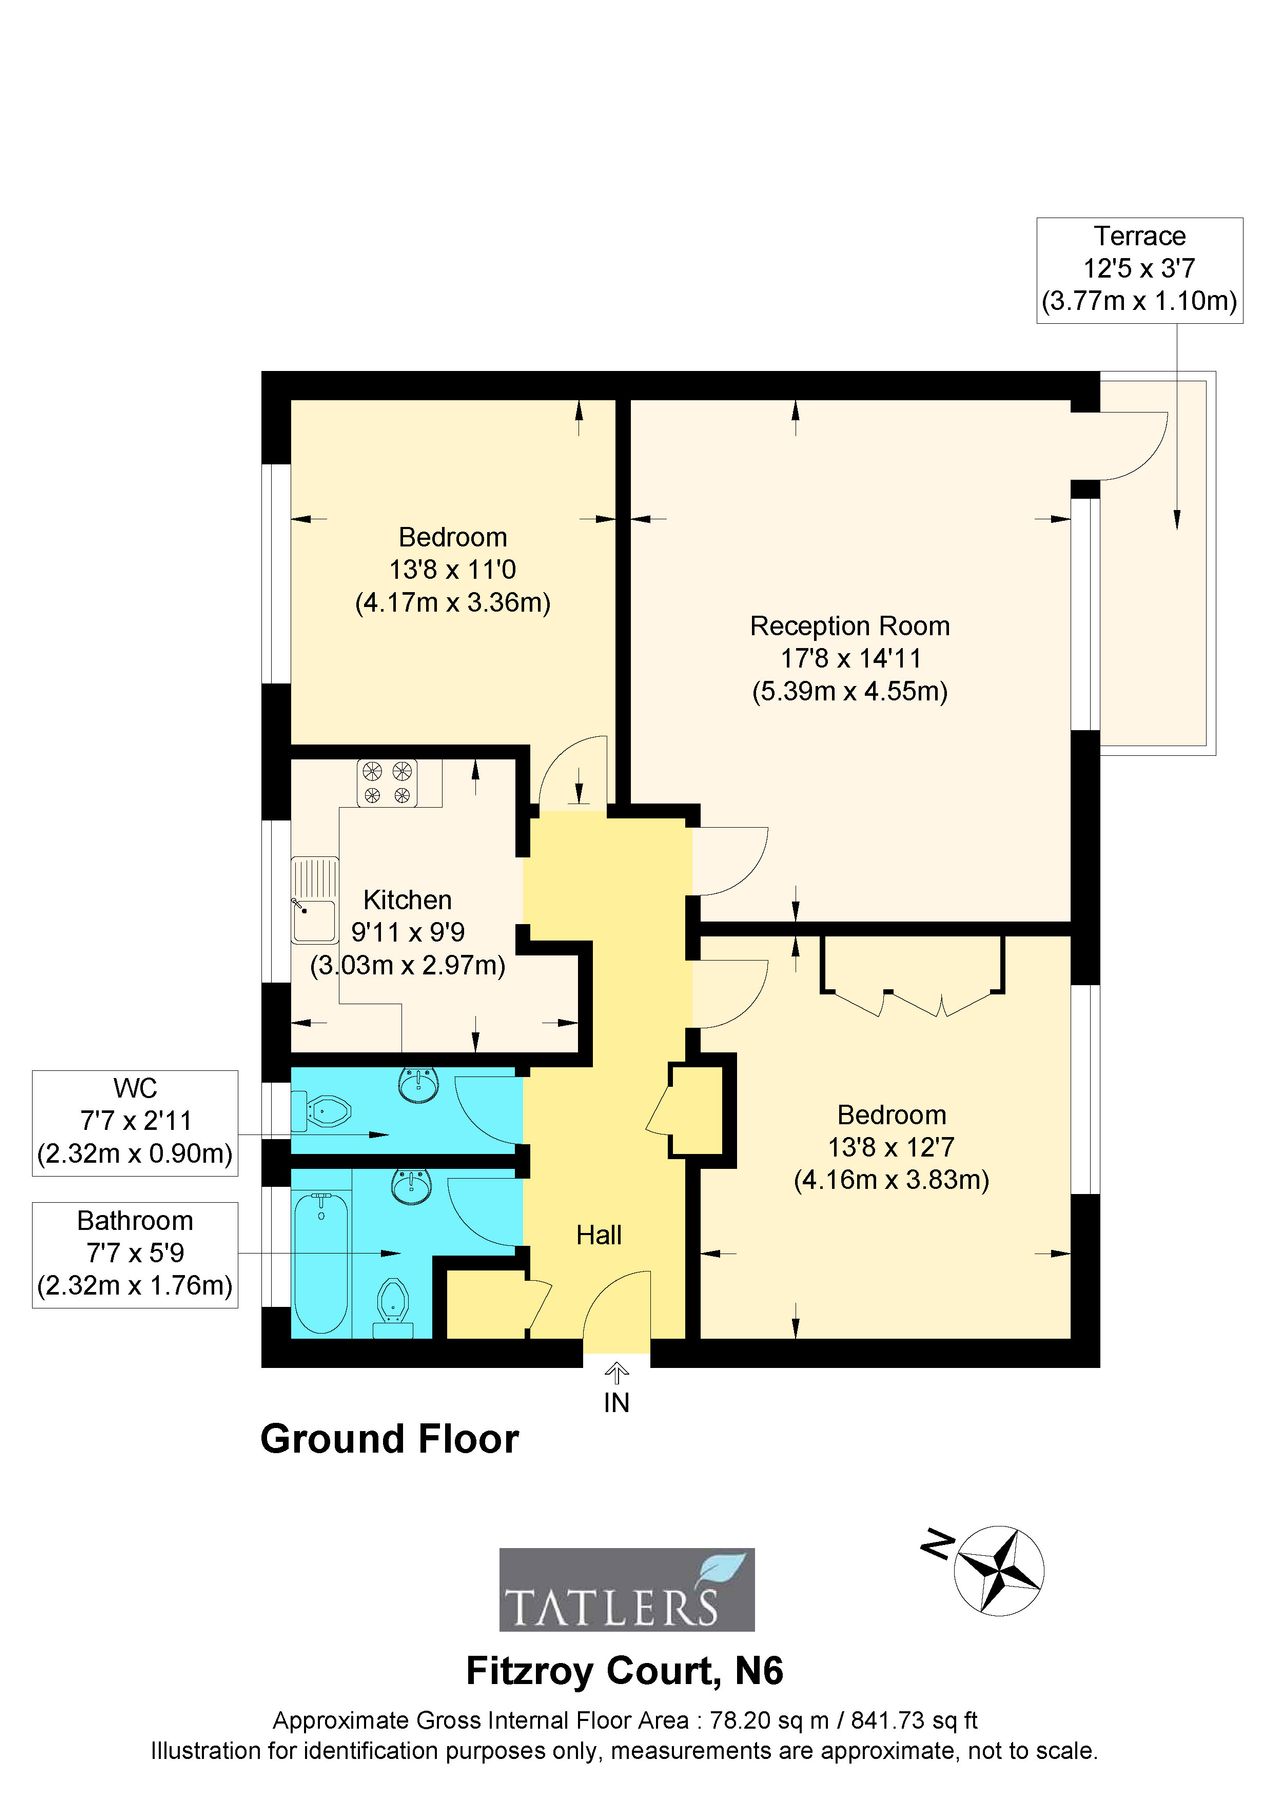 Terrace
12'5 x 3'7
(3.77m x 1.10m)
Bedroom
13'8 x 11'0
(4.17m x 3.36m)
Reception Room
17'8 x 14'11
(5.39m x 4.55m)
Kitchen
9'11 x 9'9
(3.03m x 2.97m)
WC
7'7 x 2'11
(2.32m x 0.90m)
Bedroom
13'8 x 12'7
(4.16m x 3.83m)
Bathroom
7'7 x 5'9
(2.32m x 1.76m)
Hall
IN
Ground Floor
N
TATLERS
Fitzroy Court, N6
Approximate Gross Internal Floor Area : 78.20 sq m / 841.73 sq ft
Illustration for identification purposes only, measurements are approximate, not to scale.